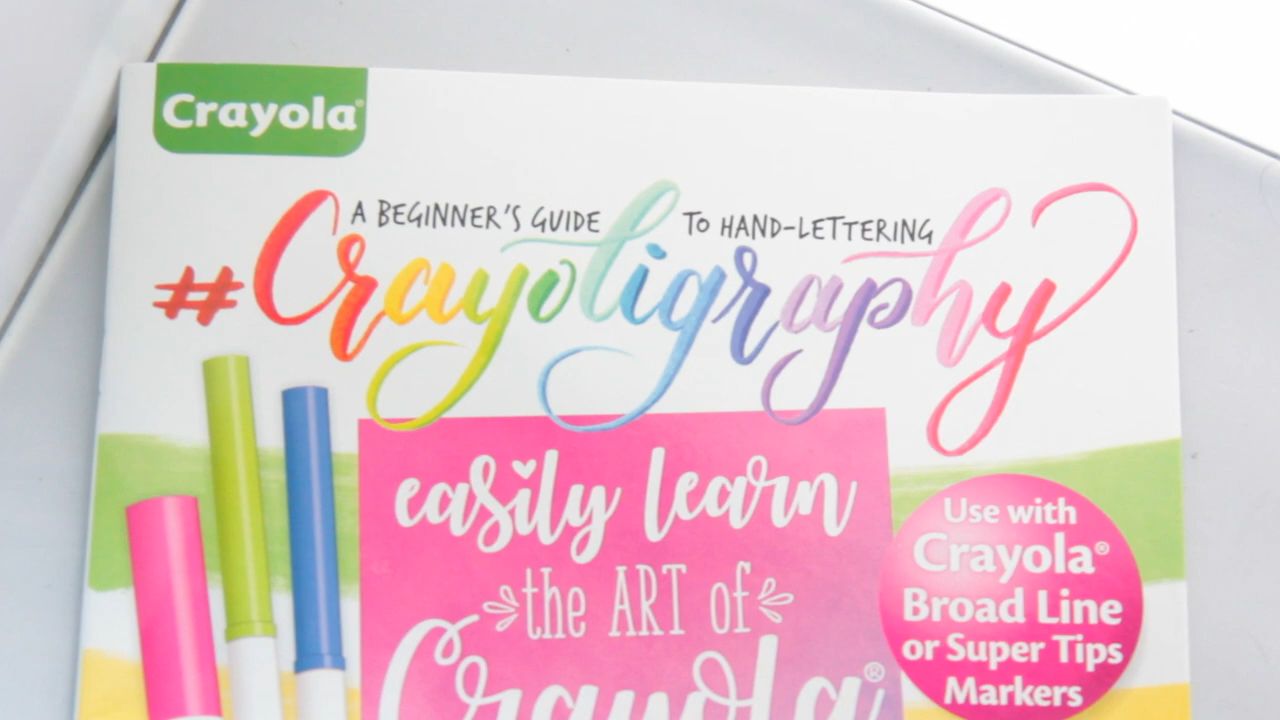 Crayola®
A BEGINNER'S GUIDE TO HAND-LETTERING
#Crayoligraphy
easily learn
the ART of
Crayola®
Use with
Crayola®
Broad Line
or Super Tips
Markers